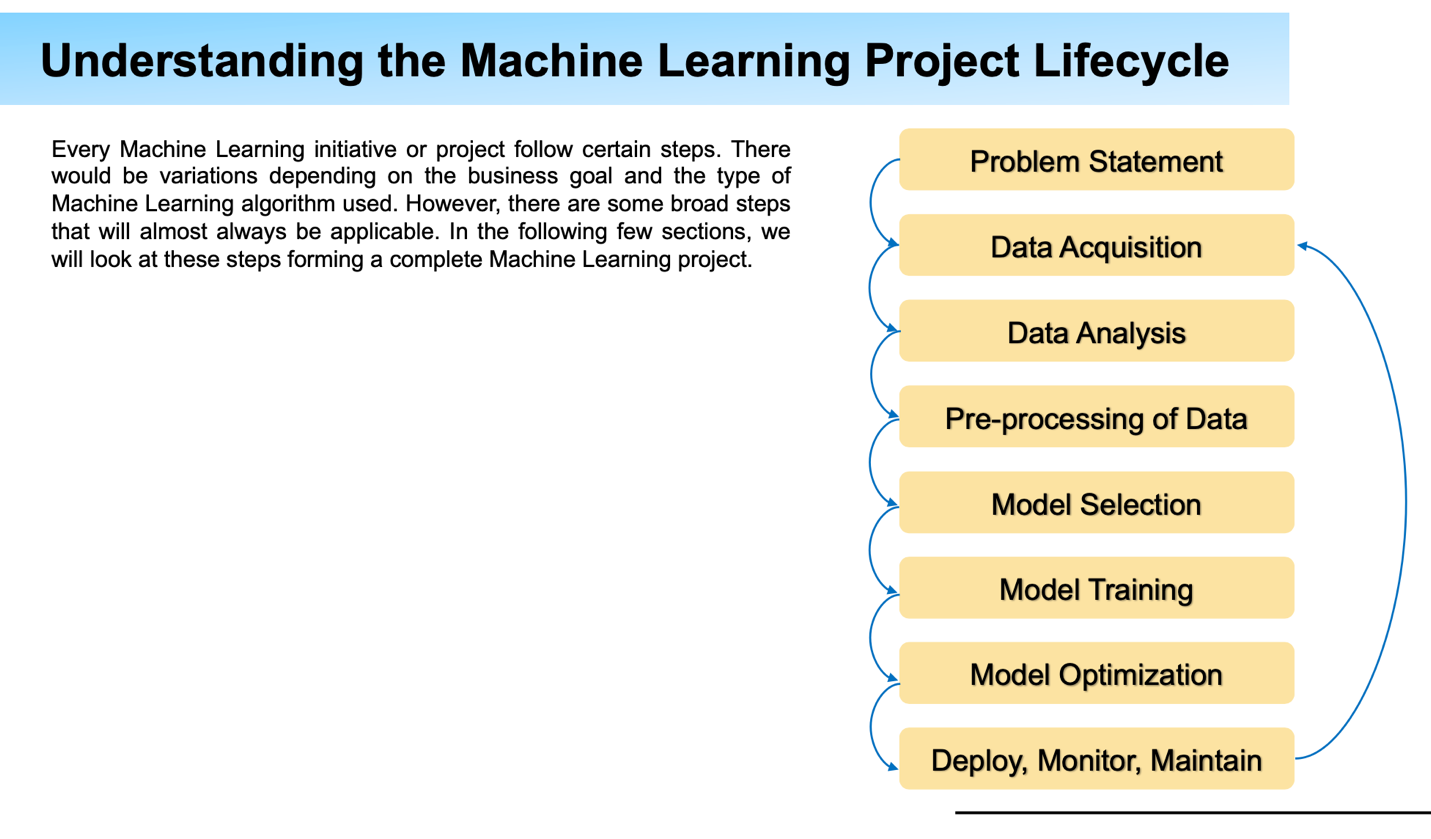 Understanding the Machine Learning Project Lifecycle
Every Machine Learning initiative or project follow certain steps. There
would be variations depending on the business goal and the type of
Machine Learning algorithm used. However, there are some broad steps
that will almost always be applicable. In the following few sections, we
will look at these steps forming a complete Machine Learning project.
Problem Statement
Data Acquisition
Data Analysis
Pre-processing of Data
Model Selection
Model Training
Model Optimization
Deploy, Monitor, Maintain